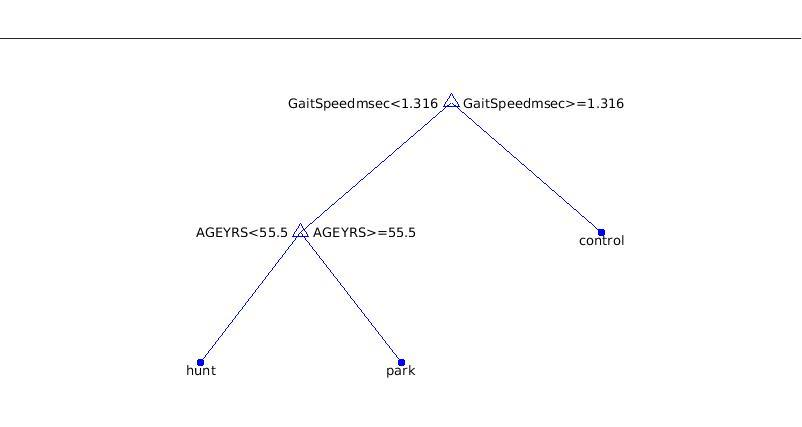 GaitSpeedmsec<1.316 GaitSpeedmsec>=1.316
AGEYRS<55.5 AGEYRS>=55.5
control
hunt park